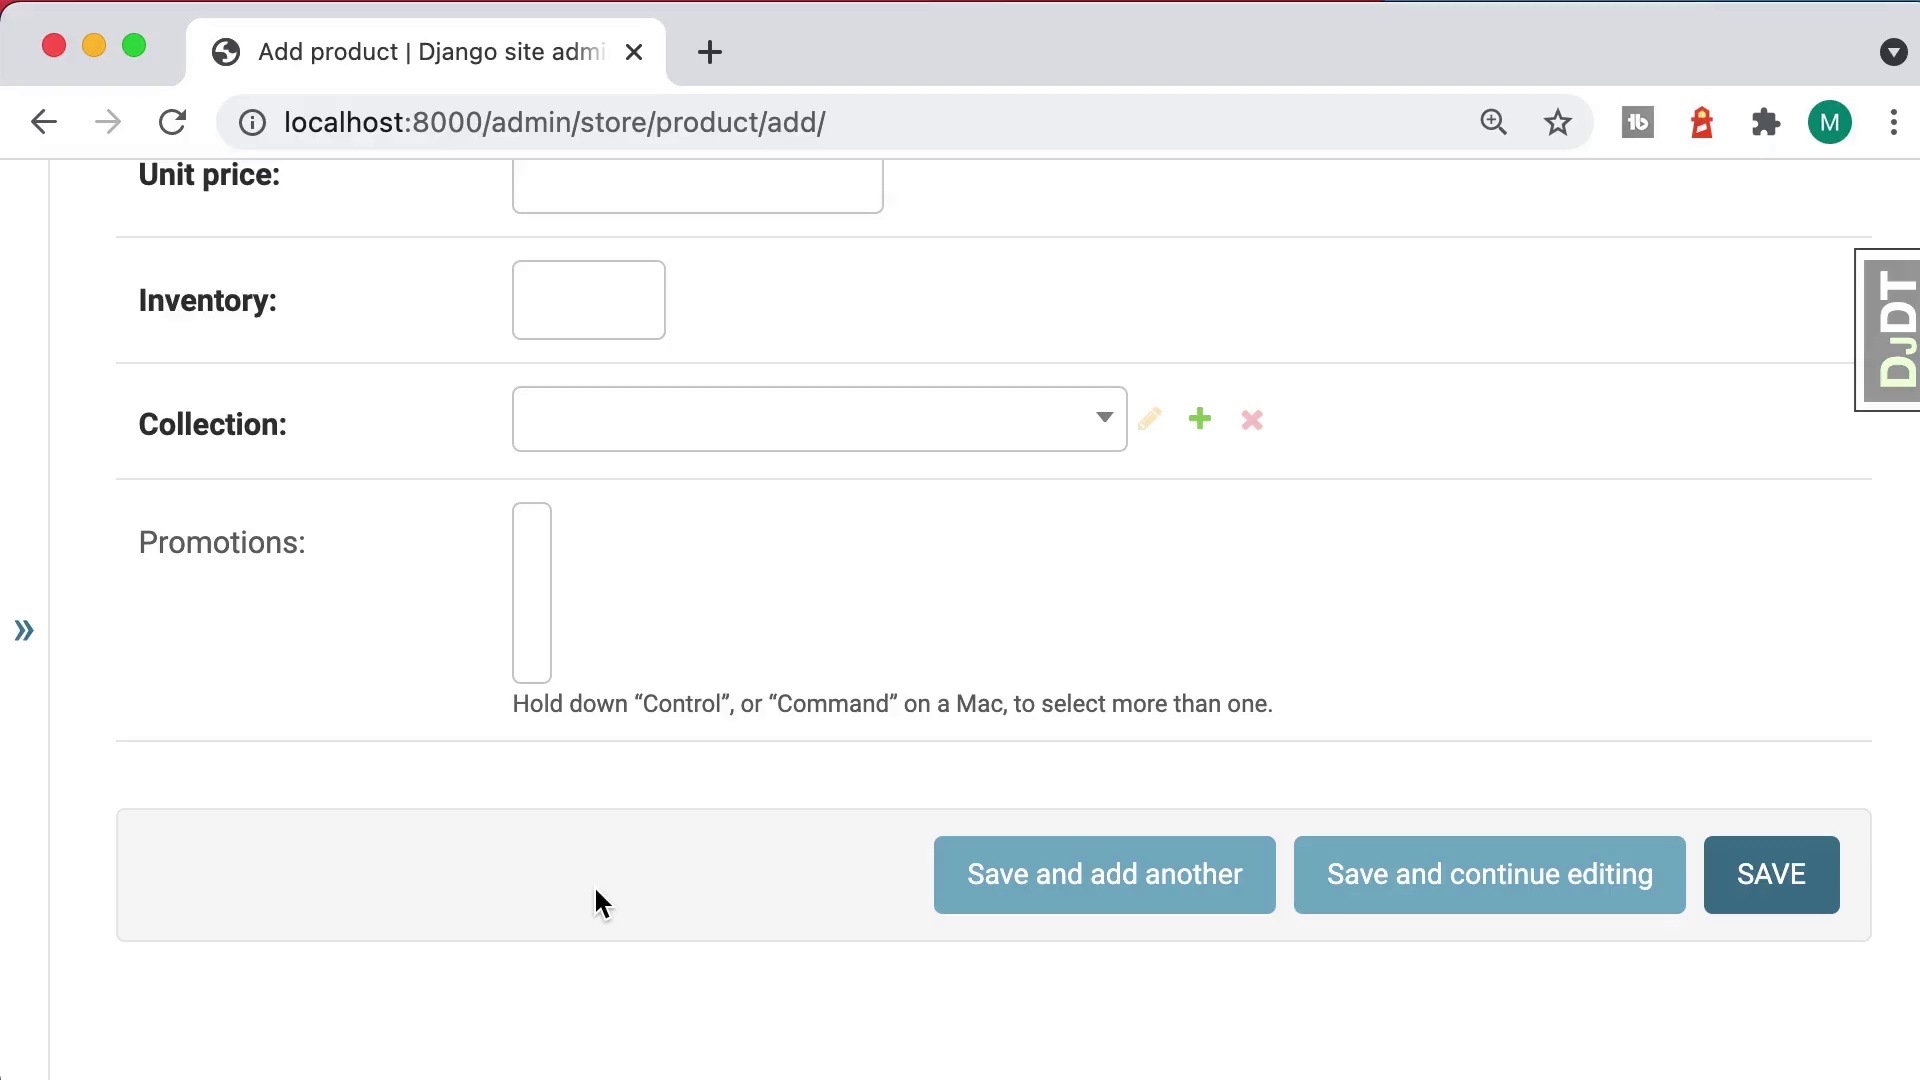 Add product | Django site admi
localhost:8000/admin/store/product/add/
M
Unit price:
Inventory:
DJDT
Collection:
Promotions:
Hold down “Control”, or “Command” on a Mac, to select more than one.
Save and add another
Save and continue editing
SAVE